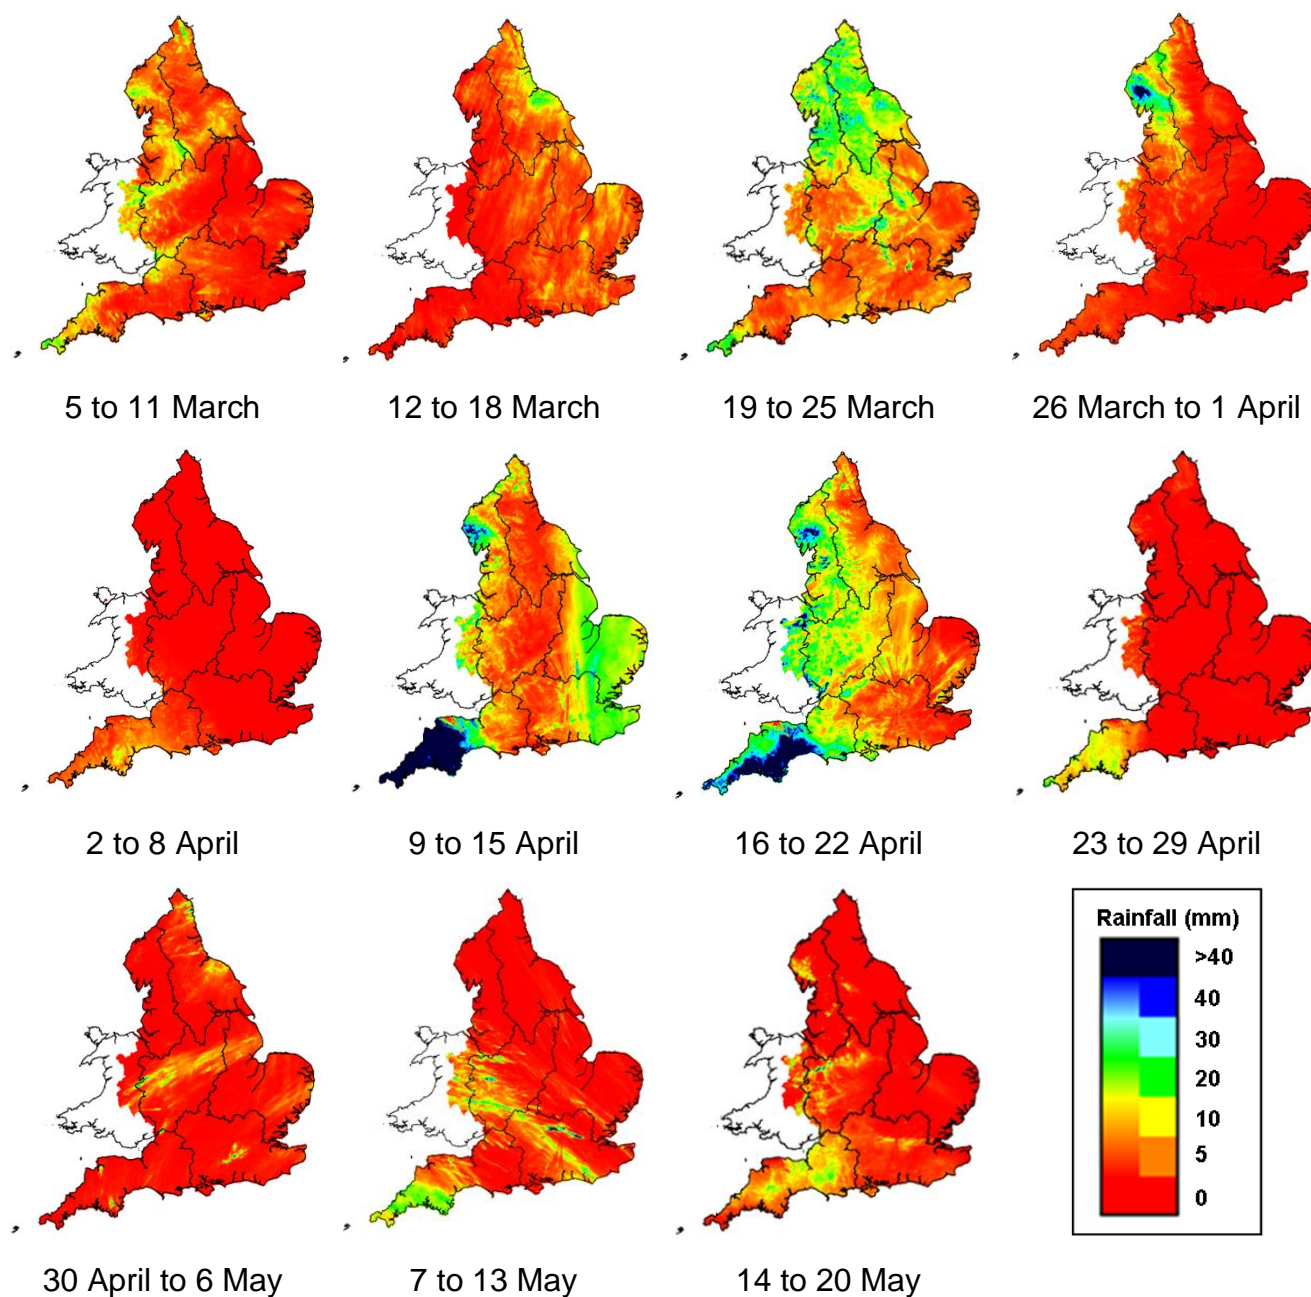 5 to 11 March
12 to 18 March
19 to 25 March
26 March to 1 April
2 to 8 April
9 to 15 April
16 to 22 April
23 to 29 April
30 April to 6 May
7 to 13 May
14 to 20 May
Rainfall (mm)
>40
40
30
20
10
5
0